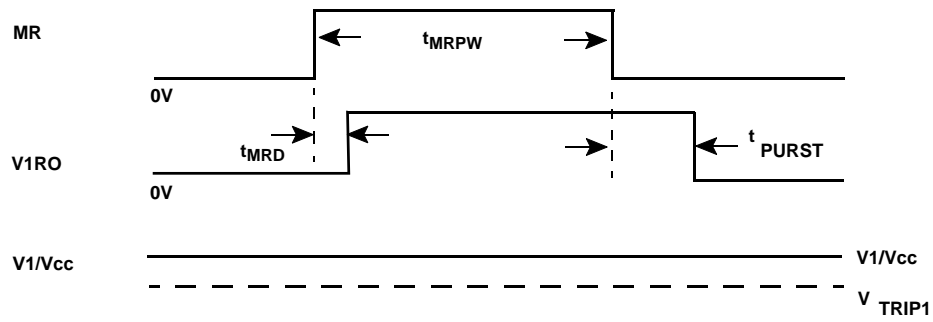 MR
tMRPW
0V
tMRD
t PURST
V1RO
0V
V1/Vcc
V1/Vcc
V TRIP1